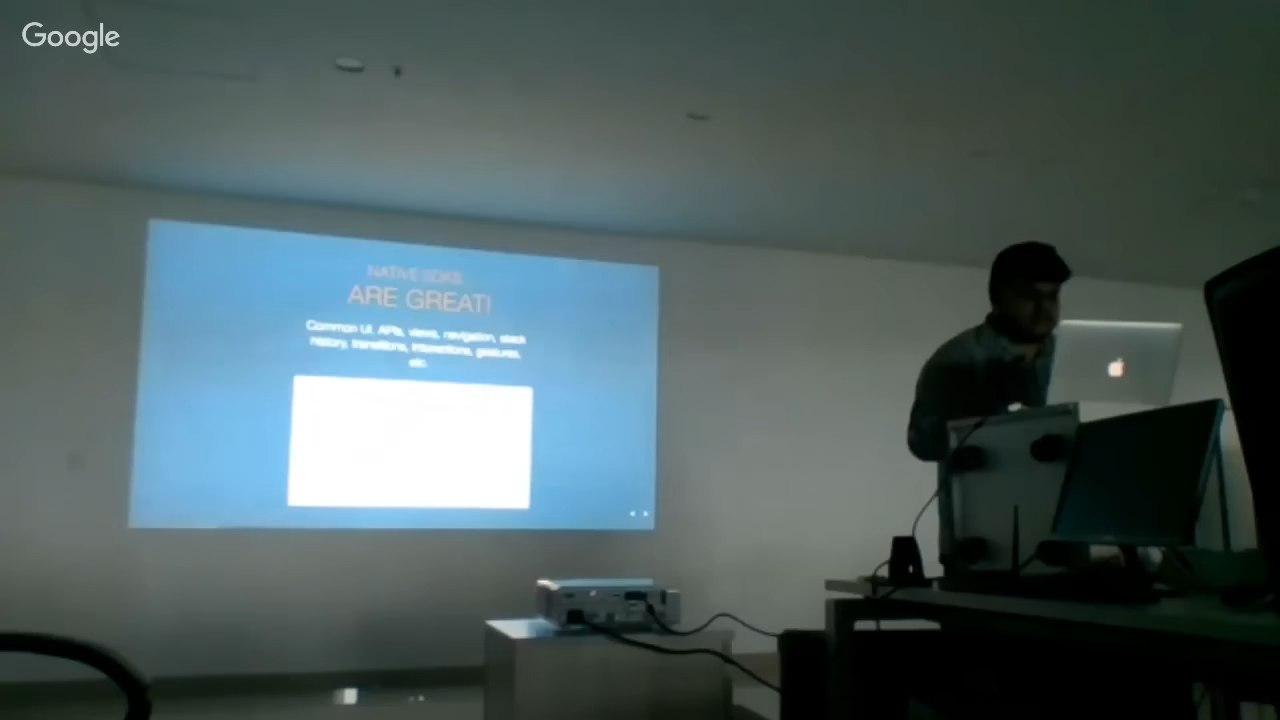 Google
NATIVE SDKS
ARE GREAT!
Common UI, APIs, views, navigation, stack
history, transitions, interactions, gestures,
etc.